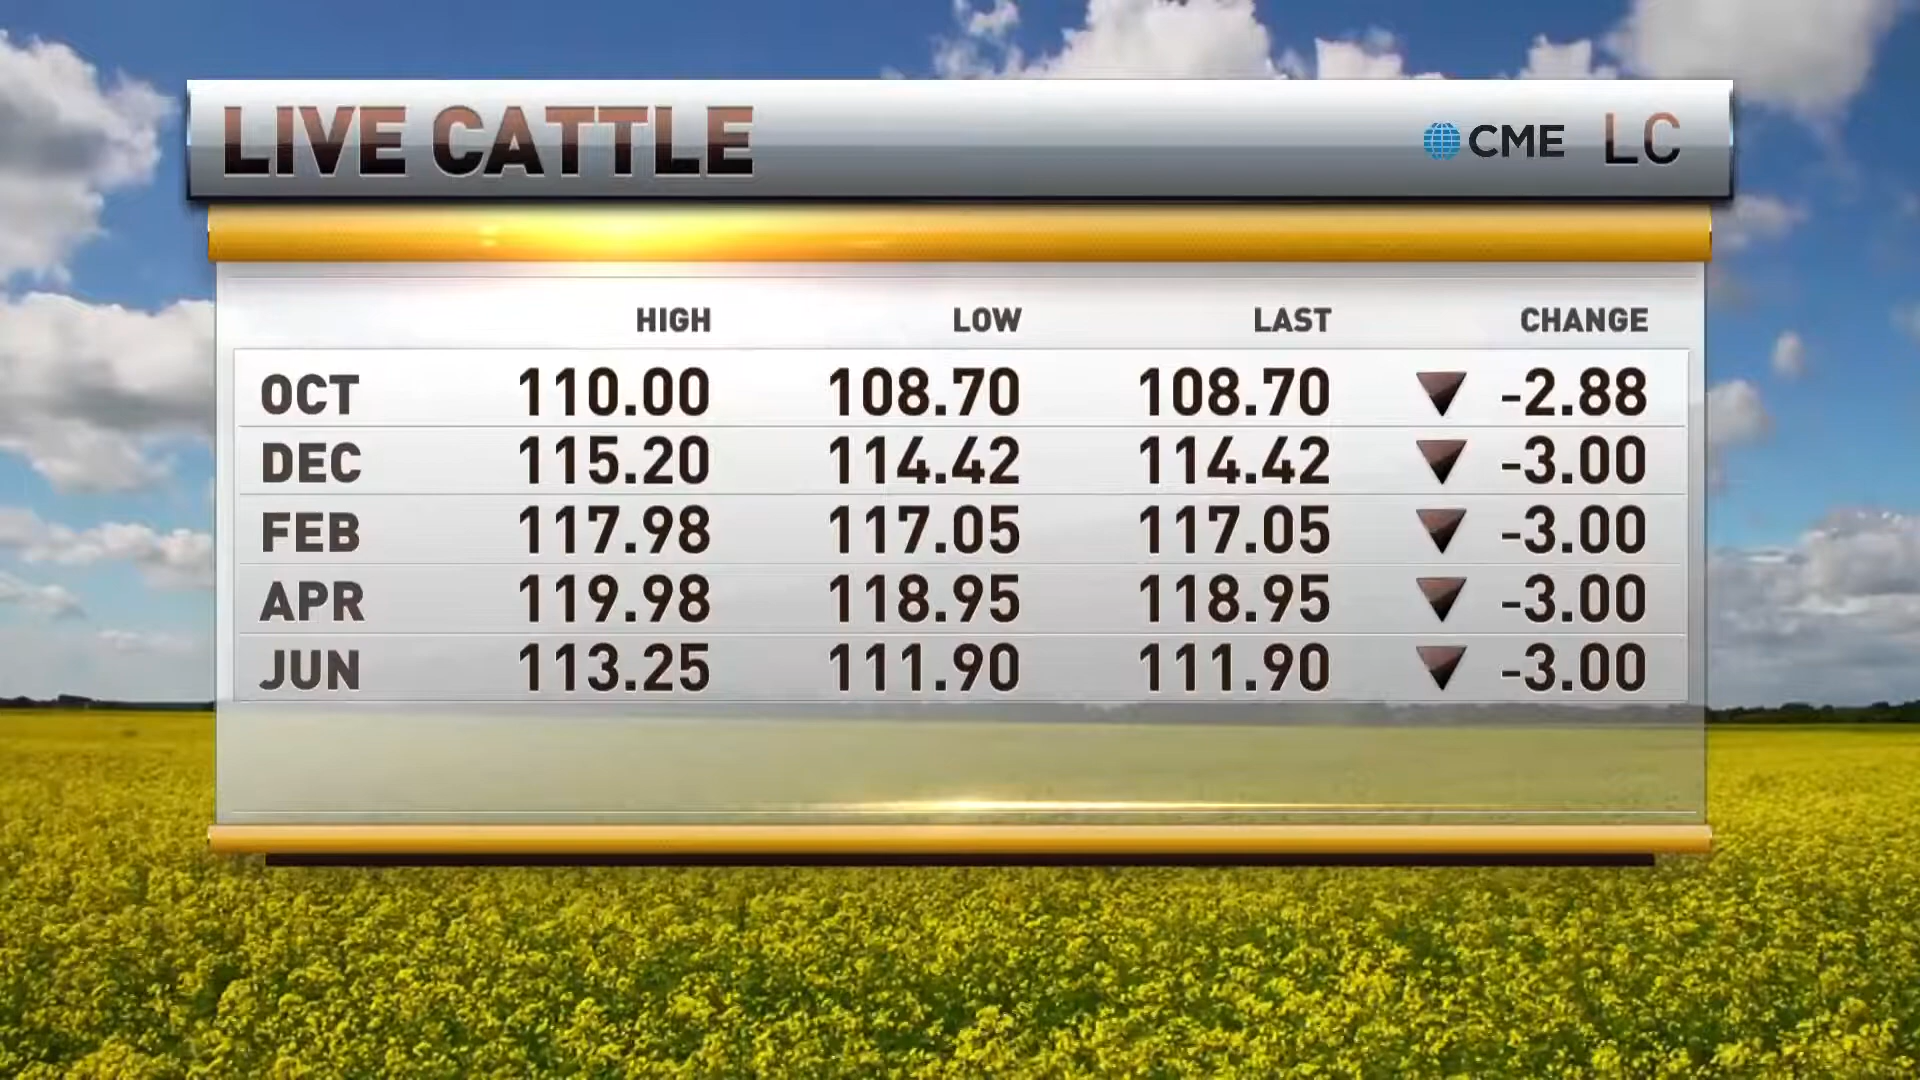 LIVE CATTLE CME LC
HIGH LOW LAST CHANGE
OCT 110.00 108.70 108.70 -2.88
DEC 115.20 114.42 114.42 -3.00
FEB 117.98 117.05 117.05 -3.00
APR 119.98 118.95 118.95 -3.00
JUN 113.25 111.90 111.90 -3.00